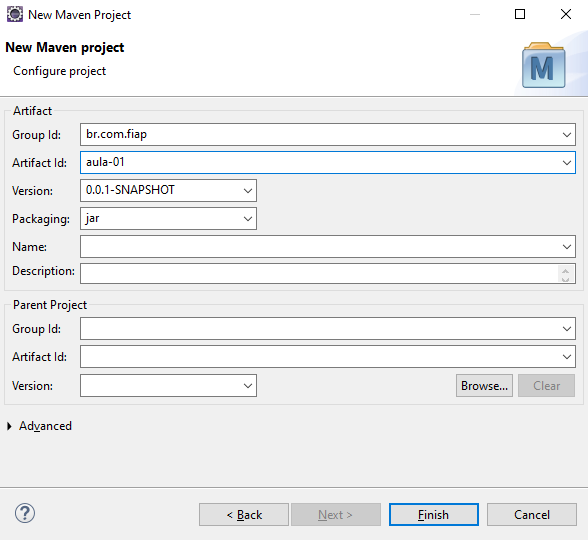 New Maven Project
New Maven project
Configure project
M
Artifact
Group Id: br.com.fiap
Artifact Id: aula-01
Version: 0.0.1-SNAPSHOT
Packaging: jar
Name:
Description:
Parent Project
Group Id:
Artifact Id:
Version: Browse... Clear
Advanced
? < Back Next > Finish Cancel